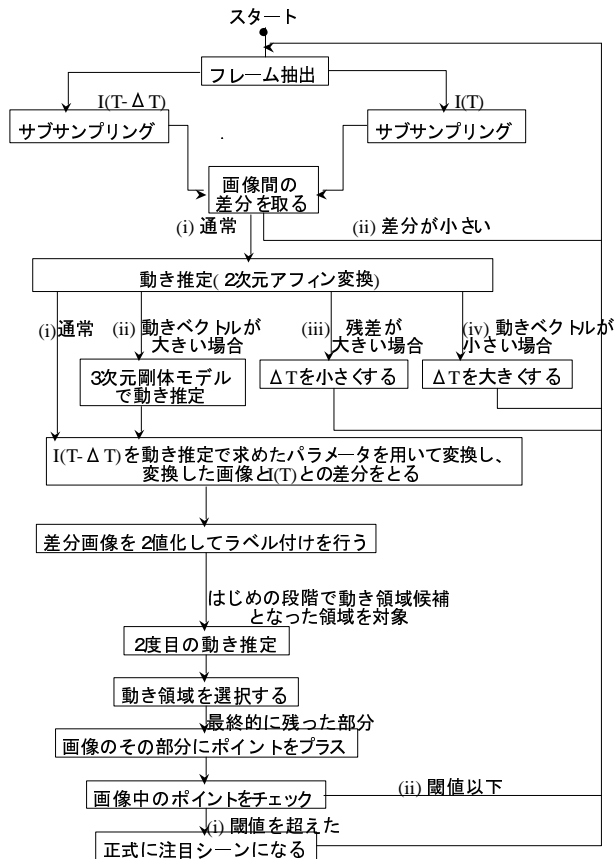 スタート
フレーム抽出
I(T-ΔT)
I(T)
サブサンプリング
サブサンプリング
画像間の
差分を取る
(i) 通常
(ii) 差分が小さい
動き推定( 2次元アフィン変換)
(i)通常
(ii) 動きベクトルが
大きい場合
(iii) 残差が
大きい場合
(iv) 動きベクトルが
小さい場合
3次元剛体モデル
で動き推定
ΔTを小さくする
ΔTを大きくする
I(T-ΔT)を動き推定で求めたパラメータを用いて変換し、
変換した画像とI(T)との差分をとる
差分画像を2値化してラベル付けを行う
はじめの段階で動き領域候補
となった領域を対象
2度目の動き推定
動き領域を選択する
最終的に残った部分
画像のその部分にポイントをプラス
画像中のポイントをチェック
(ii) 閾値以下
(i) 閾値を超えた
正式に注目シーンになる